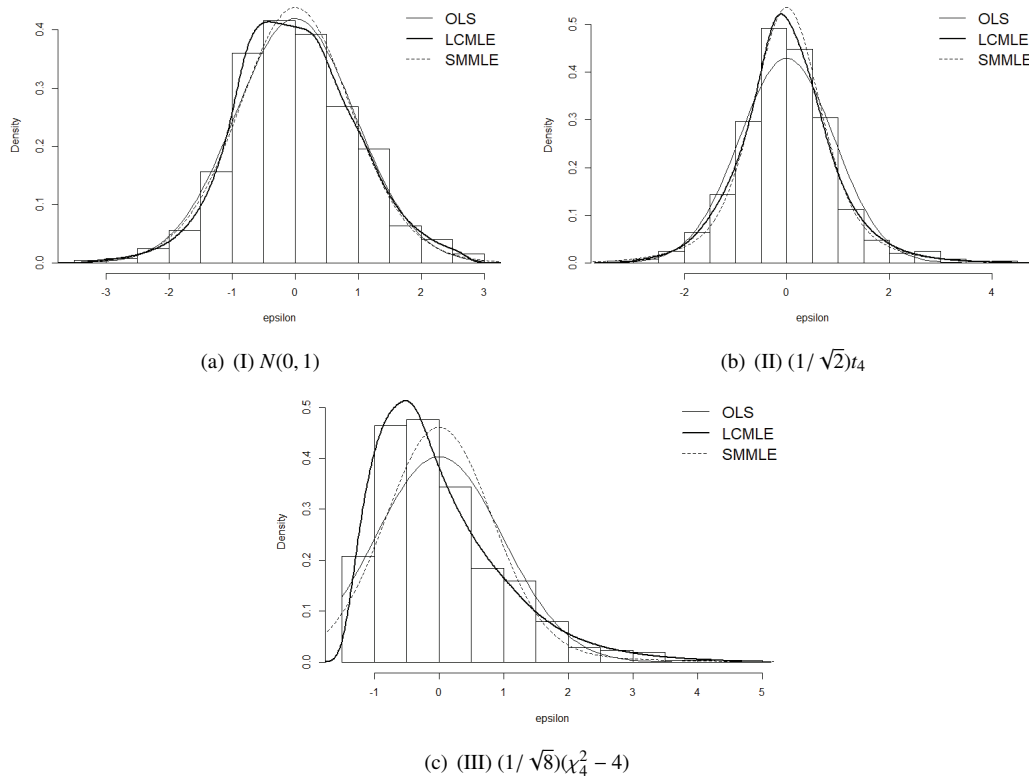 OLS
LCMLE
SMMLE
Density
0.0 0.1 0.2 0.3 0.4
-3 -2 -1 0 1 2 3
epsilon
(a) (I) N(0, 1)
OLS
LCMLE
SMMLE
Density
0.0 0.1 0.2 0.3 0.4 0.5
-2 0 2 4
epsilon
(b) (II) (1/ √2)t₄
OLS
LCMLE
SMMLE
Density
0.0 0.1 0.2 0.3 0.4 0.5
-1 0 1 2 3 4 5
epsilon
(c) (III) (1/ √8)(χ²₄ − 4)